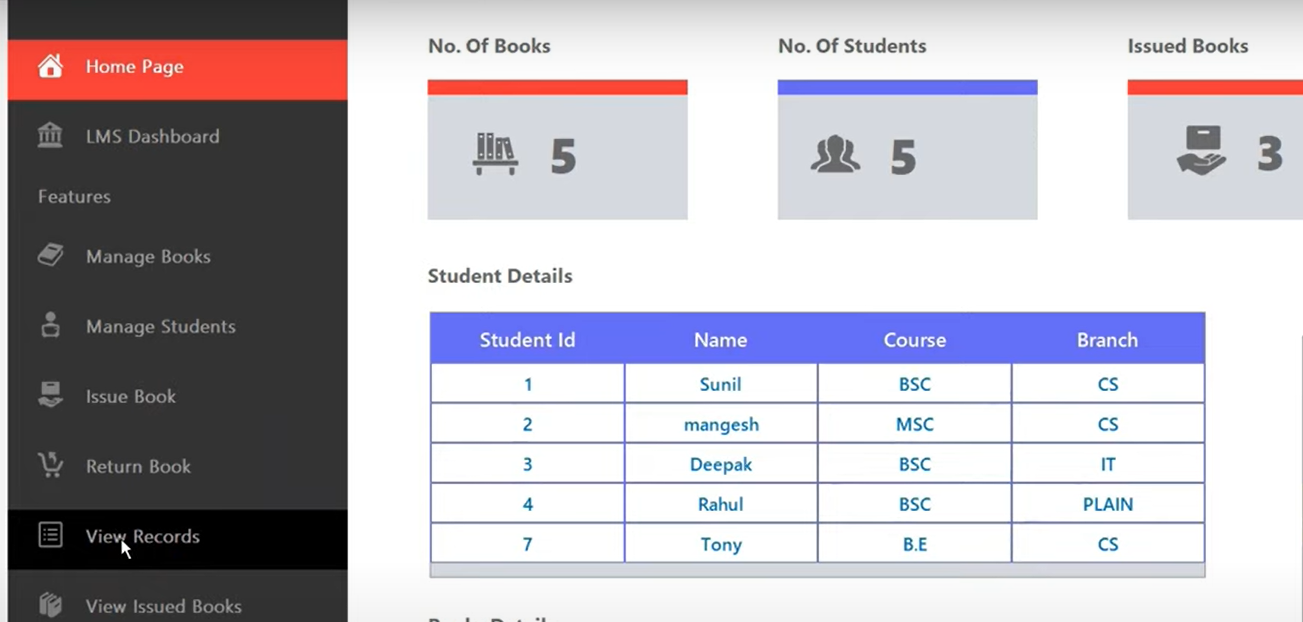 Home Page
LMS Dashboard
Features
Manage Books
Manage Students
Issue Book
Return Book
View Records
View Issued Books
No. Of Books
5
No. Of Students
5
Issued Books
3
Student Details
Student Id Name Course Branch
1 Sunil BSC CS
2 mangesh MSC CS
3 Deepak BSC IT
4 Rahul BSC PLAIN
7 Tony B.E CS